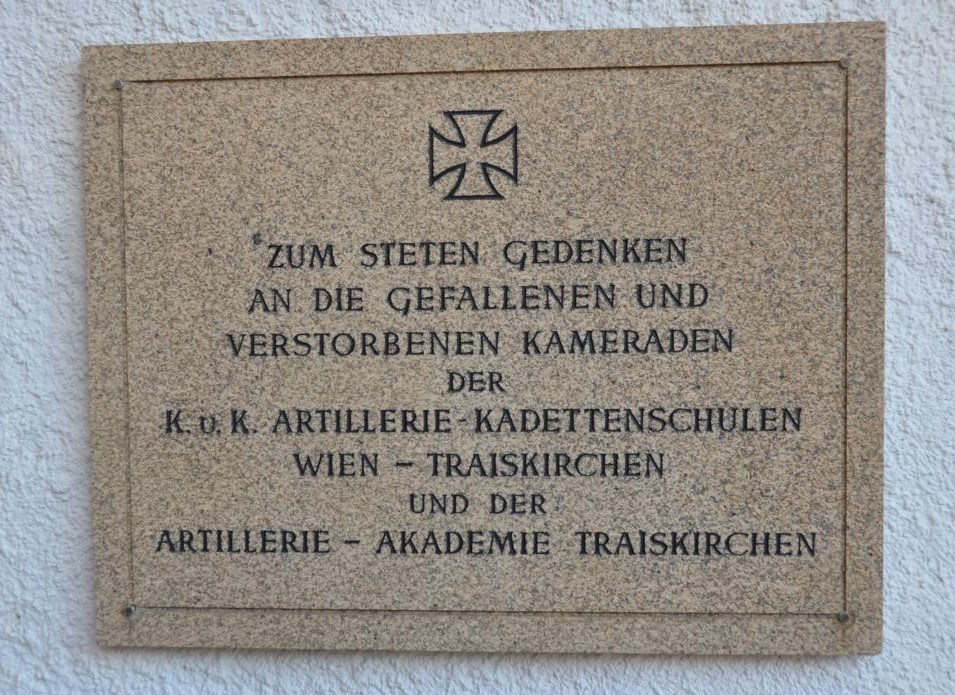 ZUM STETEN GEDENKEN
AN DIE GEFALLENEN UND
VERSTORBENEN KAMERADEN
DER
K. u. K. ARTILLERIE-KADETTENSCHULEN
WIEN – TRAISKIRCHEN
UND DER
ARTILLERIE – AKADEMIE TRAISKIRCHEN